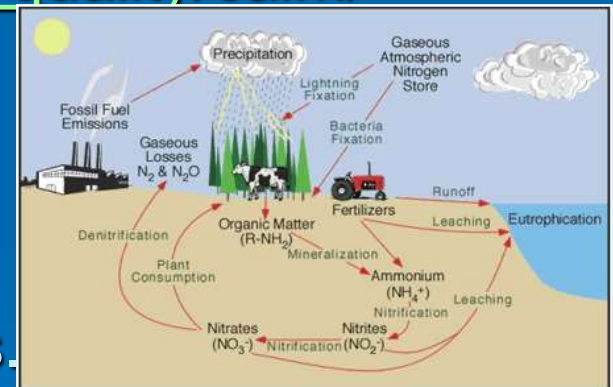 Precipitation
Gaseous
Atmospheric
Nitrogen
Store
Lightning
Fixation
Fossil Fuel
Emissions
Bacteria
Fixation
Gaseous
Losses
N₂ & N₂O
Runoff
Fertilizers
Leaching
Eutrophication
Organic Matter
(R-NH₂)
Denitrification
Mineralization
Plant
Consumption
Ammonium
(NH₄⁺)
Leaching
Nitrification
Nitrates
(NO₃⁻)
Nitrification
Nitrites
(NO₂⁻)